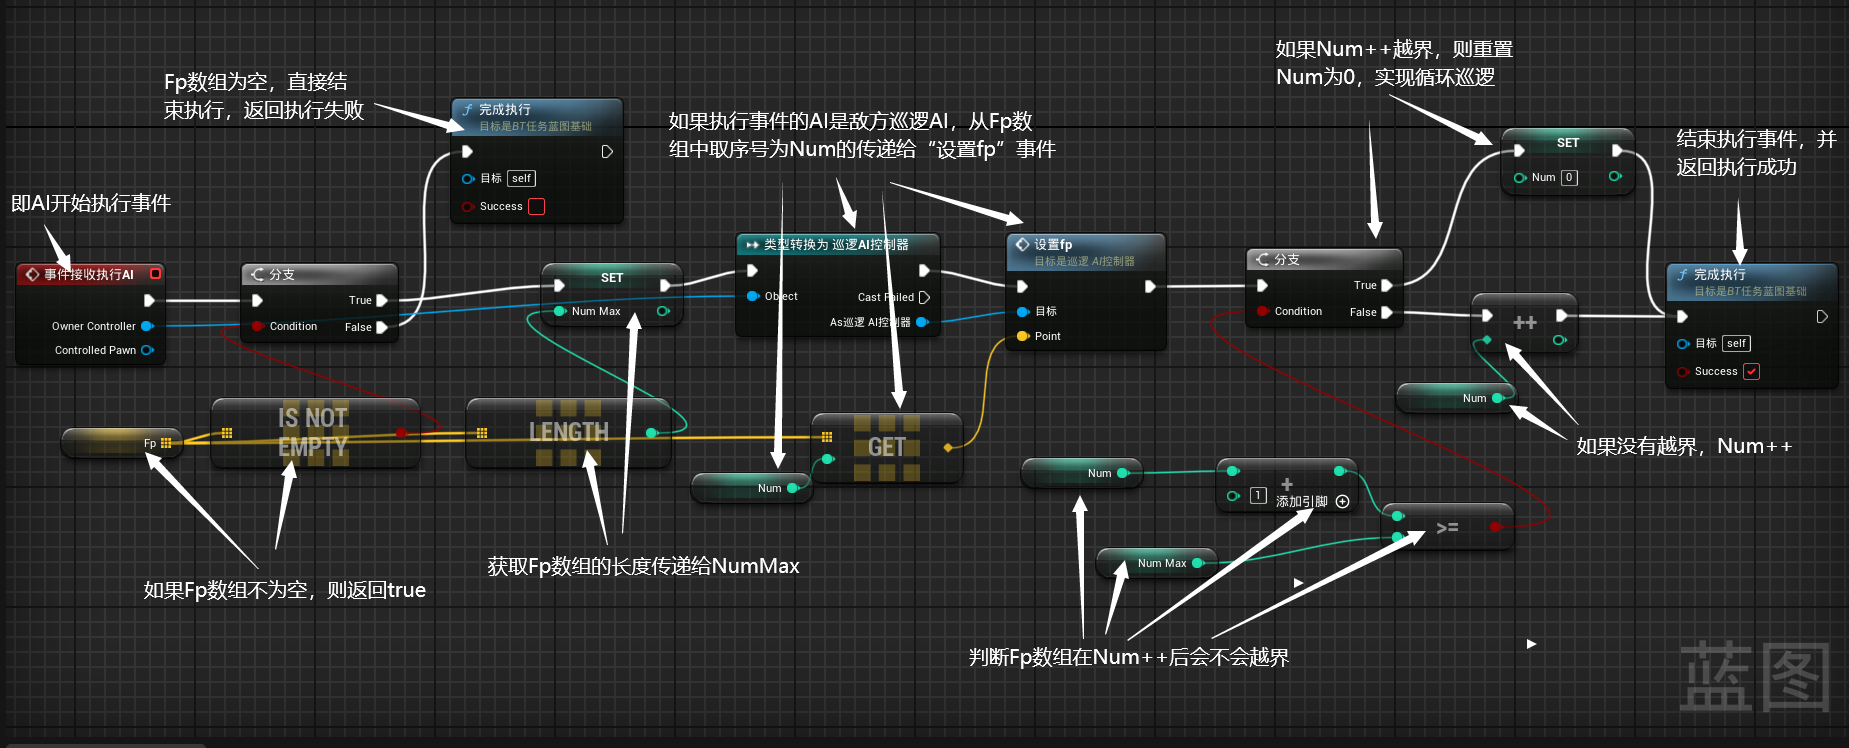 如果Num++越界，则重置
Num为0，实现循环巡逻
Fp数组为空，直接结
束执行，返回执行失败
完成执行
目标是BT任务蓝图基础
目标 self
Success
如果执行事件的AI是敌方巡逻AI，从Fp数
组中取序号为Num的传递给“设置fp”事件
SET
Num 0
结束执行事件，并
返回执行成功
即AI开始执行事件
事件接收执行AI
Owner Controller
Controlled Pawn
分支
True
Condition
False
SET
Num Max
类型转换为 巡逻AI控制器
Object
Cast Failed
As巡逻 AI控制器
设置fp
目标是巡逻 AI控制器
目标
Point
分支
True
Condition
False
++
Num
完成执行
目标是BT任务蓝图基础
目标 self
Success
Fp
IS NOT
EMPTY
LENGTH
GET
Num
Num
+
1
添加引脚
>=
Num Max
如果没有越界，Num++
如果Fp数组不为空，则返回true
获取Fp数组的长度传递给NumMax
判断Fp数组在Num++后会不会越界
蓝图